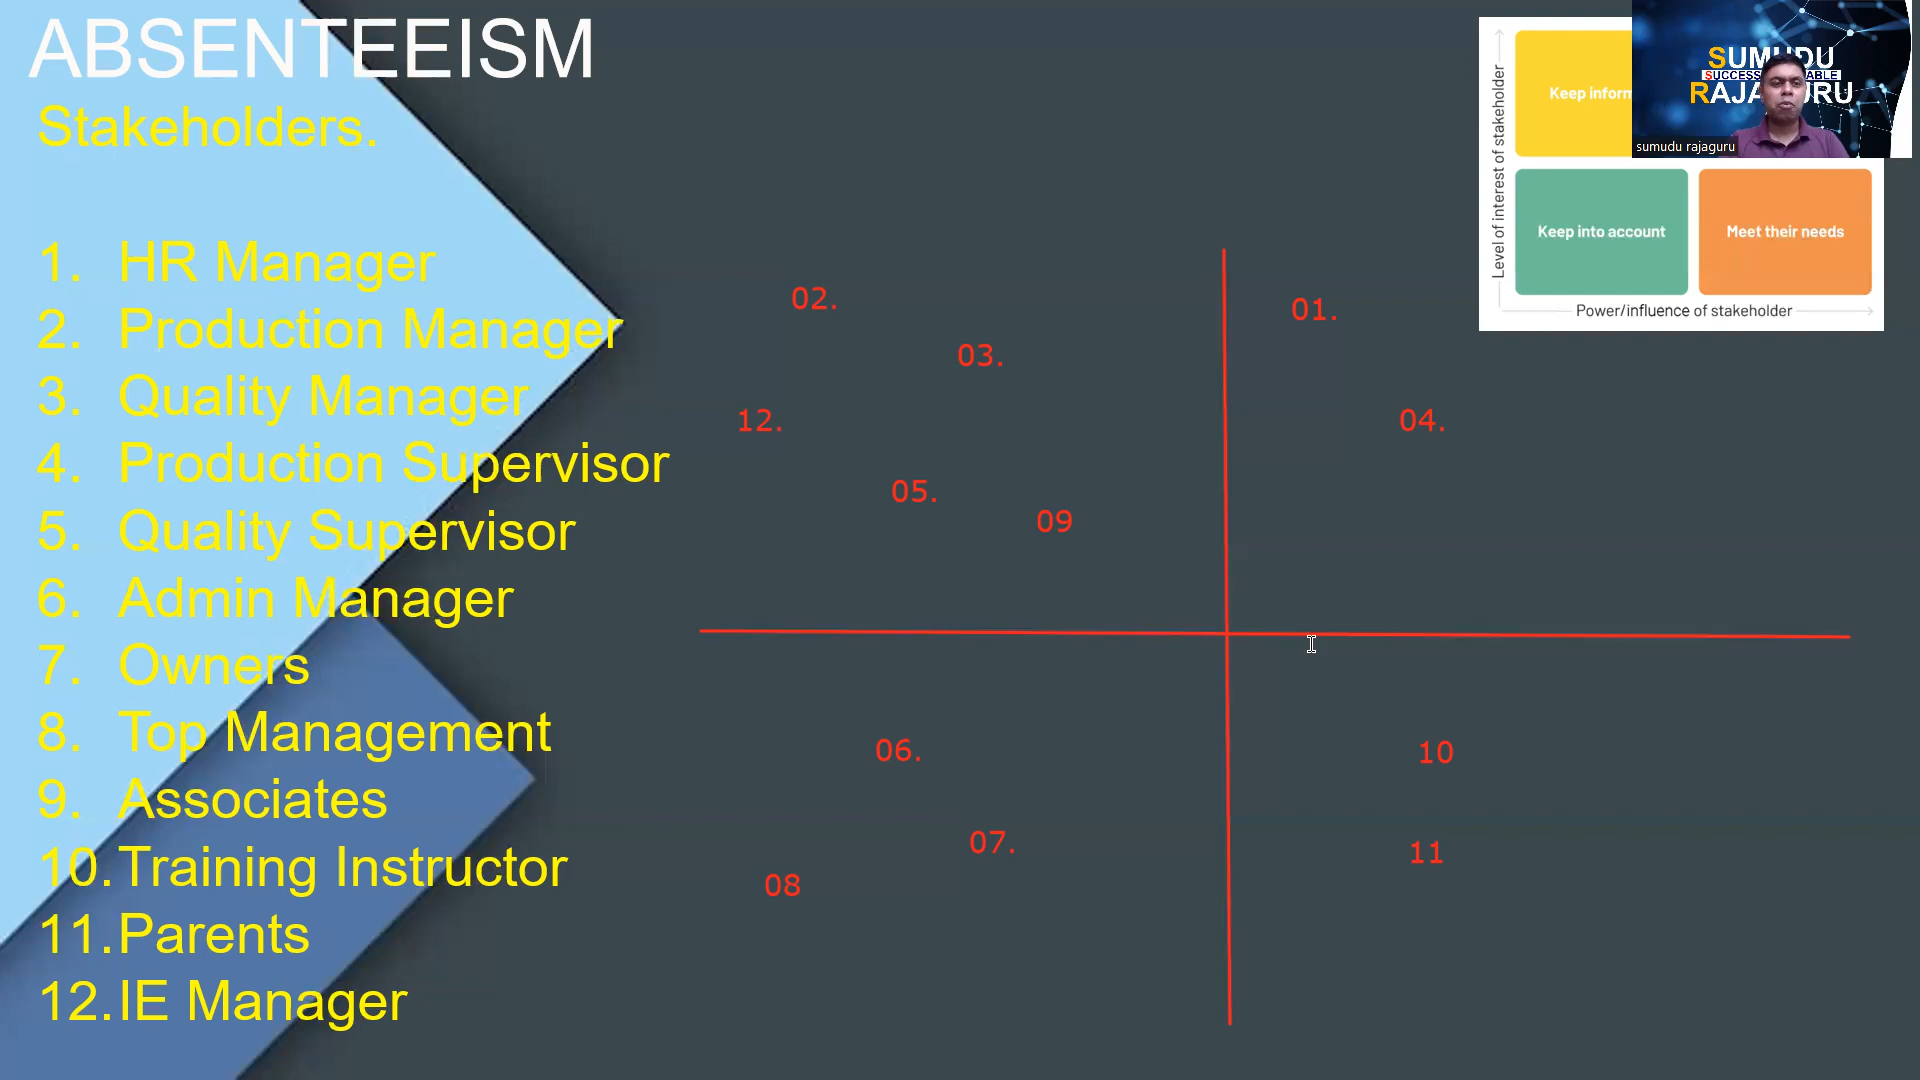 ABSENTEEISM
Stakeholders.
1. HR Manager
2. Production Manager
3. Quality Manager
4. Production Supervisor
5. Quality Supervisor
6. Admin Manager
7. Owners
8. Top Management
9. Associates
10. Training Instructor
11. Parents
12. IE Manager
02.
03.
12.
05.
09
01.
04.
06.
07.
08
10
11
Level of interest of stakeholder
Keep
Keep into account
Meet their needs
Power/influence of stakeholder
SUMUDU
RAJAGURU
sumudu rajaguru